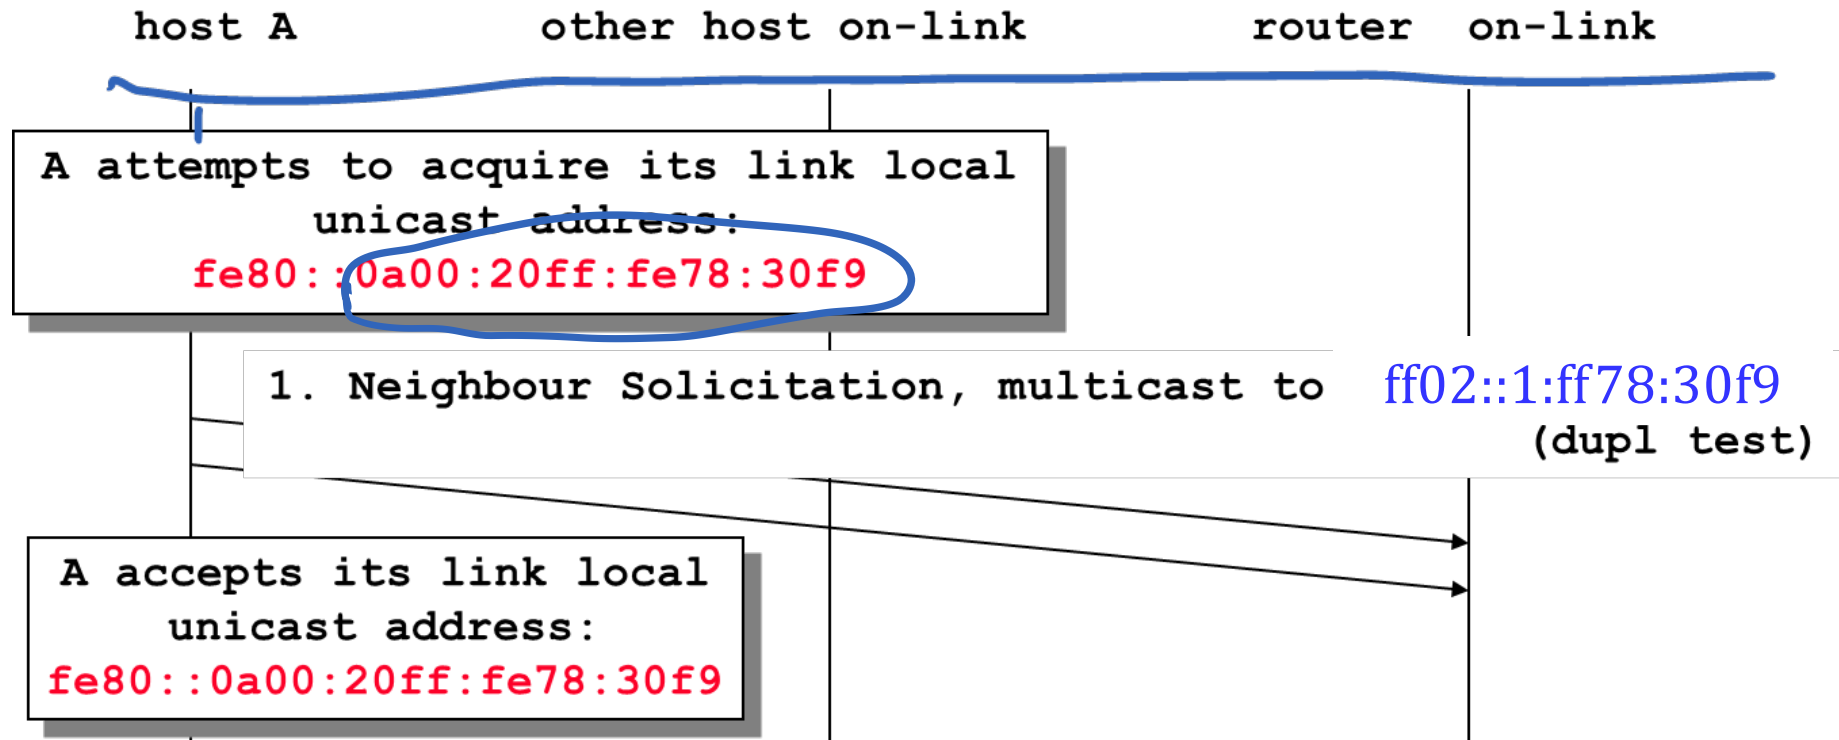 host A other host on-link router on-link
A attempts to acquire its link local
unicast address:
fe80::0a00:20ff:fe78:30f9
1. Neighbour Solicitation, multicast to ff02::1:ff78:30f9
(dupl test)
A accepts its link local
unicast address:
fe80::0a00:20ff:fe78:30f9